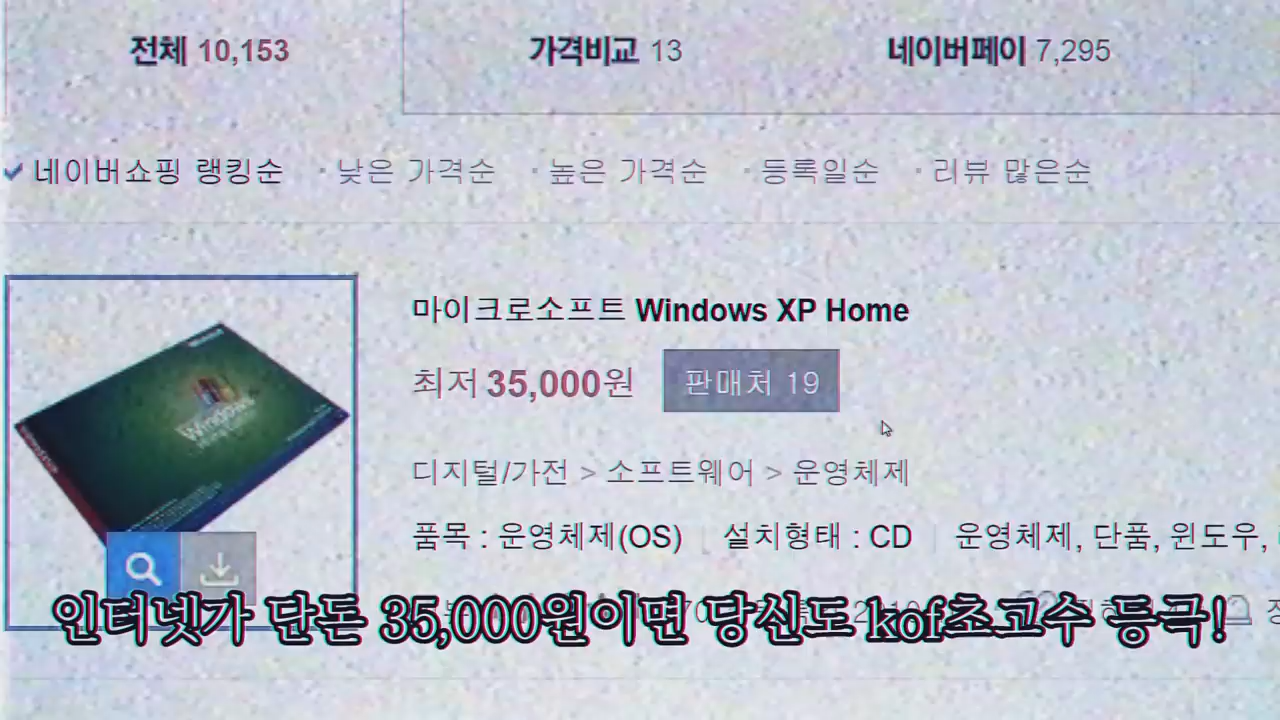 전체 10,153 가격비교 13 네이버페이 7,295
네이버쇼핑 랭킹순 · 낮은 가격순 · 높은 가격순 · 등록일순 · 리뷰 많은순
마이크로소프트 Windows XP Home
최저 35,000원 판매처 19
디지털/가전 > 소프트웨어 > 운영체제
품목 : 운영체제(OS) | 설치형태 : CD | 운영체제, 단품, 윈도우,
Windows
인터넷가 단돈 35,000원이면 당신도 kof초고수 등극!